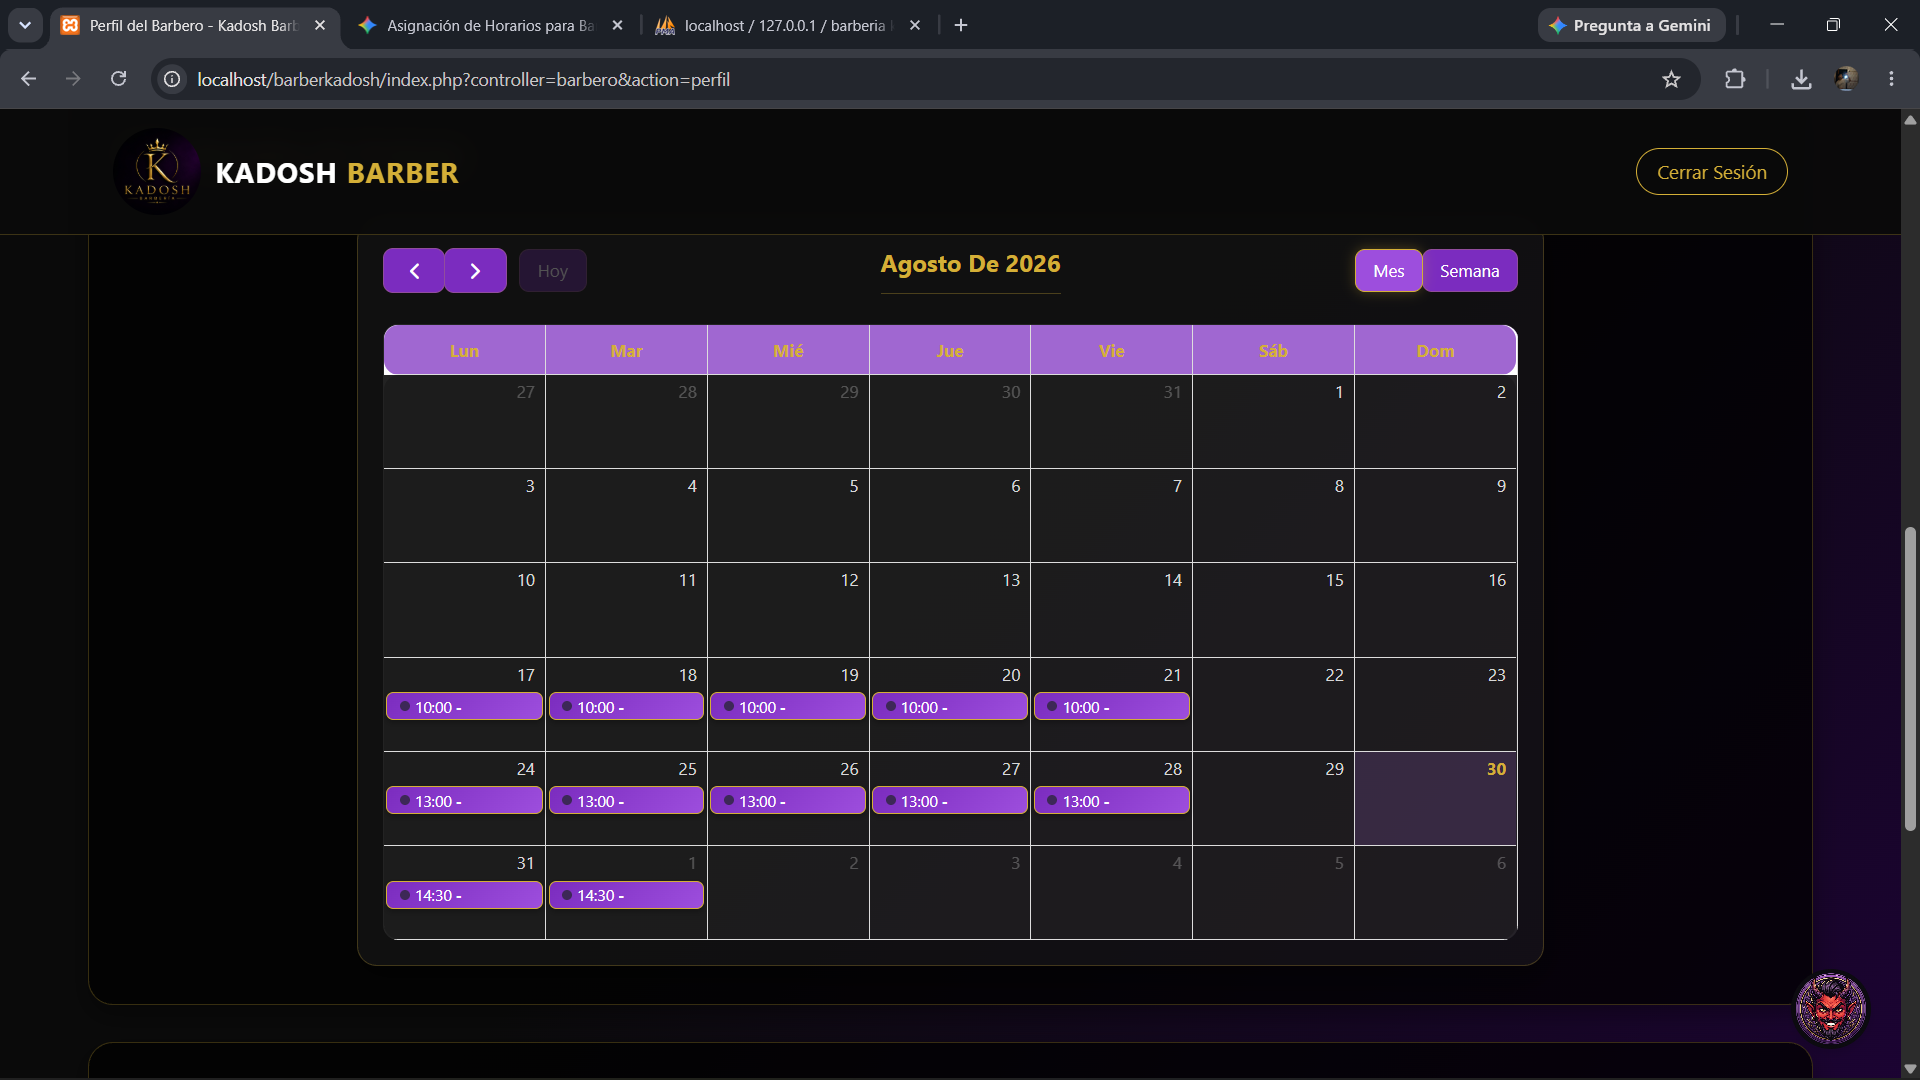 Perfil del Barbero - Kadosh Barb
Asignación de Horarios para Ba
localhost / 127.0.0.1 / barberia
Pregunta a Gemini
localhost/barberkadosh/index.php?controller=barbero&action=perfil
K
KADOSH
KADOSH BARBER
Cerrar Sesión
Hoy
Agosto De 2026
Mes
Semana
Lun Mar Mié Jue Vie Sáb Dom
27 28 29 30 31 1 2
3 4 5 6 7 8 9
10 11 12 13 14 15 16
17 18 19 20 21 22 23
10:00 - 10:00 - 10:00 - 10:00 - 10:00 -
24 25 26 27 28 29 30
13:00 - 13:00 - 13:00 - 13:00 - 13:00 -
31 1 2 3 4 5 6
14:30 - 14:30 -